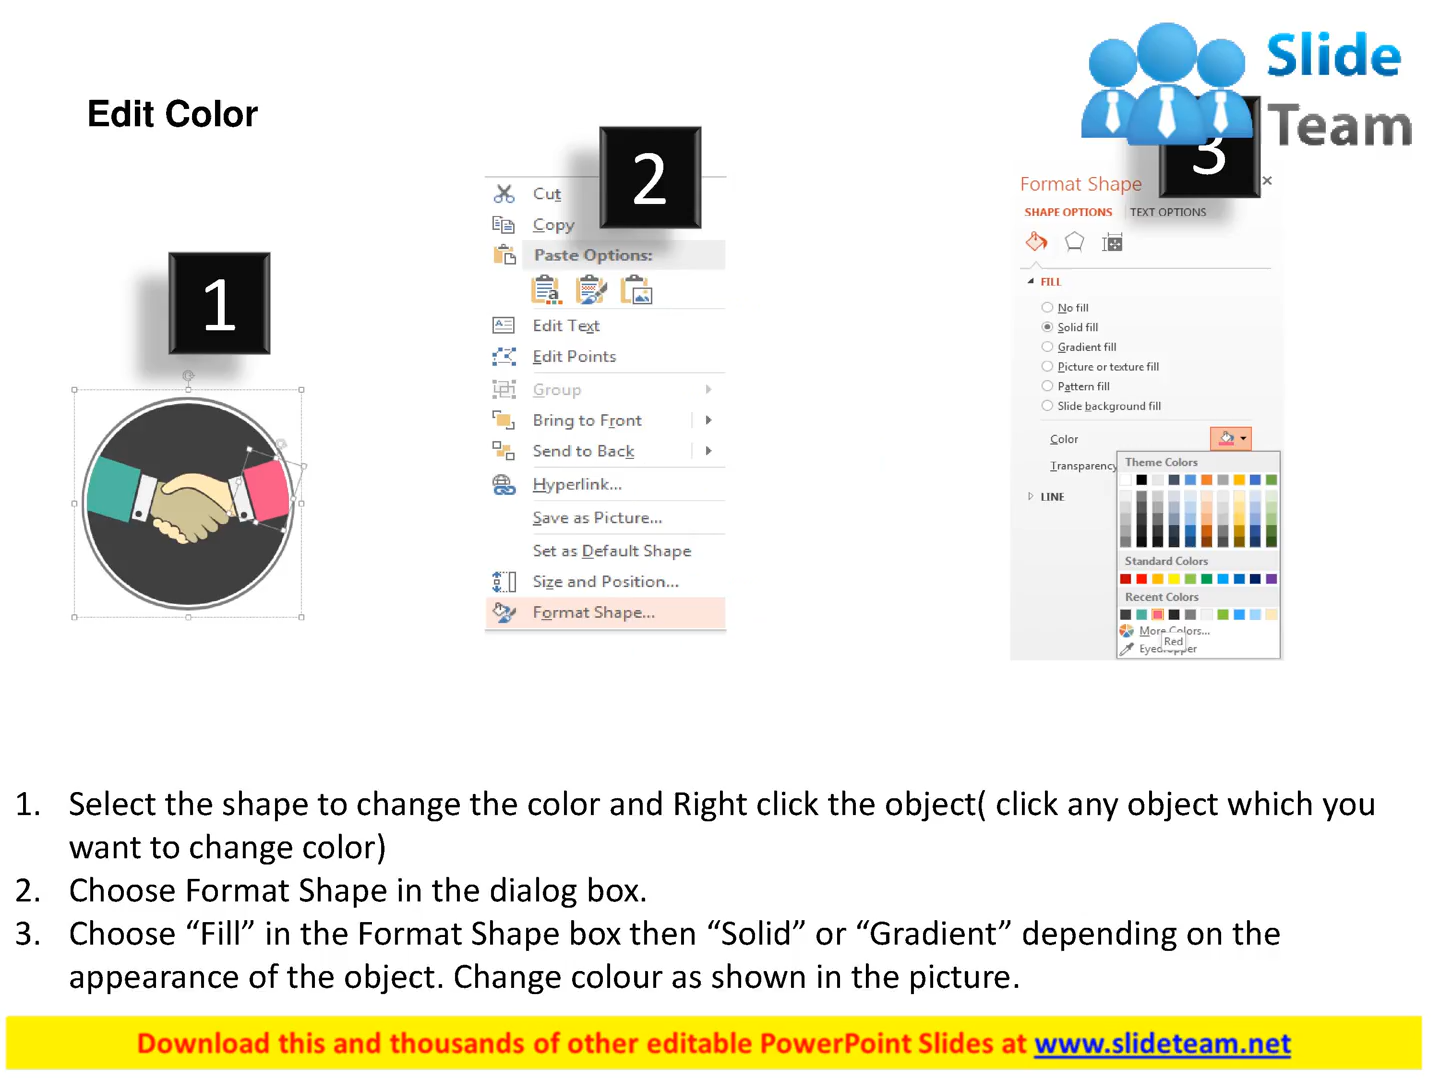 Slide
Team
Edit Color
1
2
3
Cut
Copy
Paste Options:
Edit Text
Edit Points
Group
Bring to Front
Send to Back
Hyperlink...
Save as Picture...
Set as Default Shape
Size and Position...
Format Shape...
Format Shape
SHAPE OPTIONS TEXT OPTIONS
FILL
No fill
Solid fill
Gradient fill
Picture or texture fill
Pattern fill
Slide background fill
Color
Transparency
LINE
Theme Colors
Standard Colors
Recent Colors
More Colors...
Red
Eyedropper
1. Select the shape to change the color and Right click the object( click any object which you
want to change color)
2. Choose Format Shape in the dialog box.
3. Choose “Fill” in the Format Shape box then “Solid” or “Gradient” depending on the
appearance of the object. Change colour as shown in the picture.
Download this and thousands of other editable PowerPoint Slides at www.slideteam.net